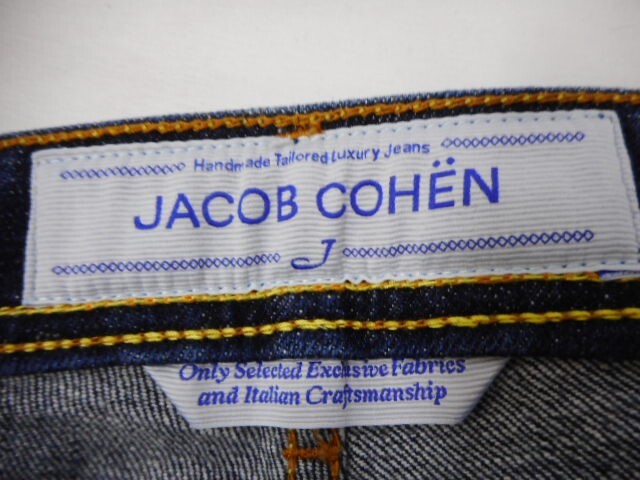 Handmade Tailored Luxury Jeans
JACOB COHËN
J
Only Selected Exclusive Fabrics
and Italian Craftsmanship